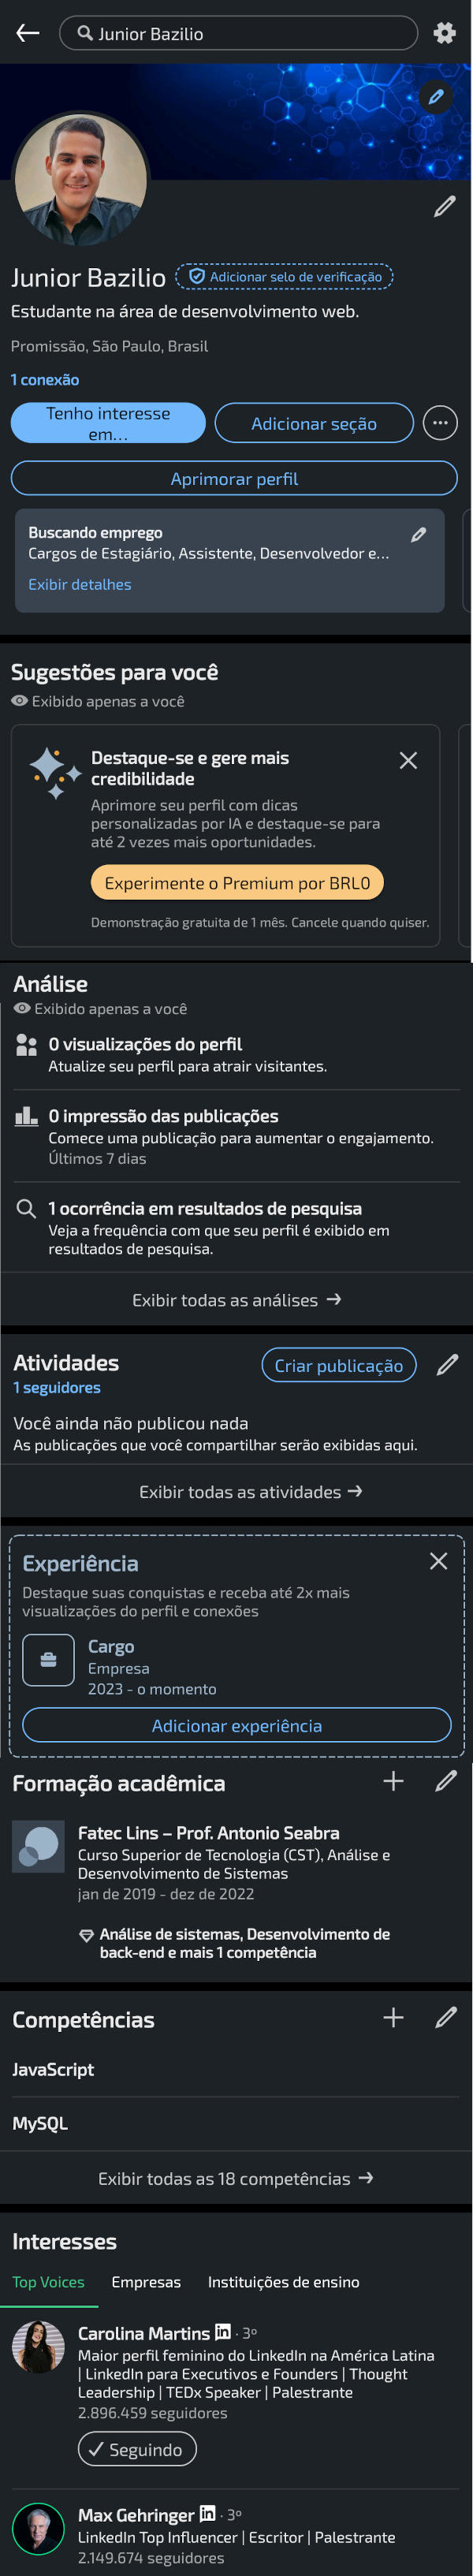 Junior Bazilio
Junior Bazilio
Adicionar selo de verificação
Estudante na área de desenvolvimento web.
Promissão, São Paulo, Brasil
1 conexão
Tenho interesse
em...
Adicionar seção
Aprimorar perfil
Buscando emprego
Cargos de Estagiário, Assistente, Desenvolvedor e...
Exibir detalhes
Sugestões para você
Exibido apenas a você
Destaque-se e gere mais
credibilidade
Aprimore seu perfil com dicas
personalizadas por IA e destaque-se para
até 2 vezes mais oportunidades.
Experimente o Premium por BRL0
Demonstração gratuita de 1 mês. Cancele quando quiser.
Análise
Exibido apenas a você
0 visualizações do perfil
Atualize seu perfil para atrair visitantes.
0 impressão das publicações
Comece uma publicação para aumentar o engajamento.
Últimos 7 dias
1 ocorrência em resultados de pesquisa
Veja a frequência com que seu perfil é exibido em
resultados de pesquisa.
Exibir todas as análises →
Atividades
Criar publicação
1 seguidores
Você ainda não publicou nada
As publicações que você compartilhar serão exibidas aqui.
Exibir todas as atividades →
Experiência
Destaque suas conquistas e receba até 2x mais
visualizações do perfil e conexões
Cargo
Empresa
2023 - o momento
Adicionar experiência
Formação acadêmica
Fatec Lins – Prof. Antonio Seabra
Curso Superior de Tecnologia (CST), Análise e
Desenvolvimento de Sistemas
jan de 2019 - dez de 2022
Análise de sistemas, Desenvolvimento de
back-end e mais 1 competência
Competências
JavaScript
MySQL
Exibir todas as 18 competências →
Interesses
Top Voices Empresas Instituições de ensino
Carolina Martins in · 3º
Maior perfil feminino do LinkedIn na América Latina
| LinkedIn para Executivos e Founders | Thought
Leadership | TEDx Speaker | Palestrante
2.896.459 seguidores
Seguindo
Max Gehringer in · 3º
LinkedIn Top Influencer | Escritor | Palestrante
2.149.674 seguidores